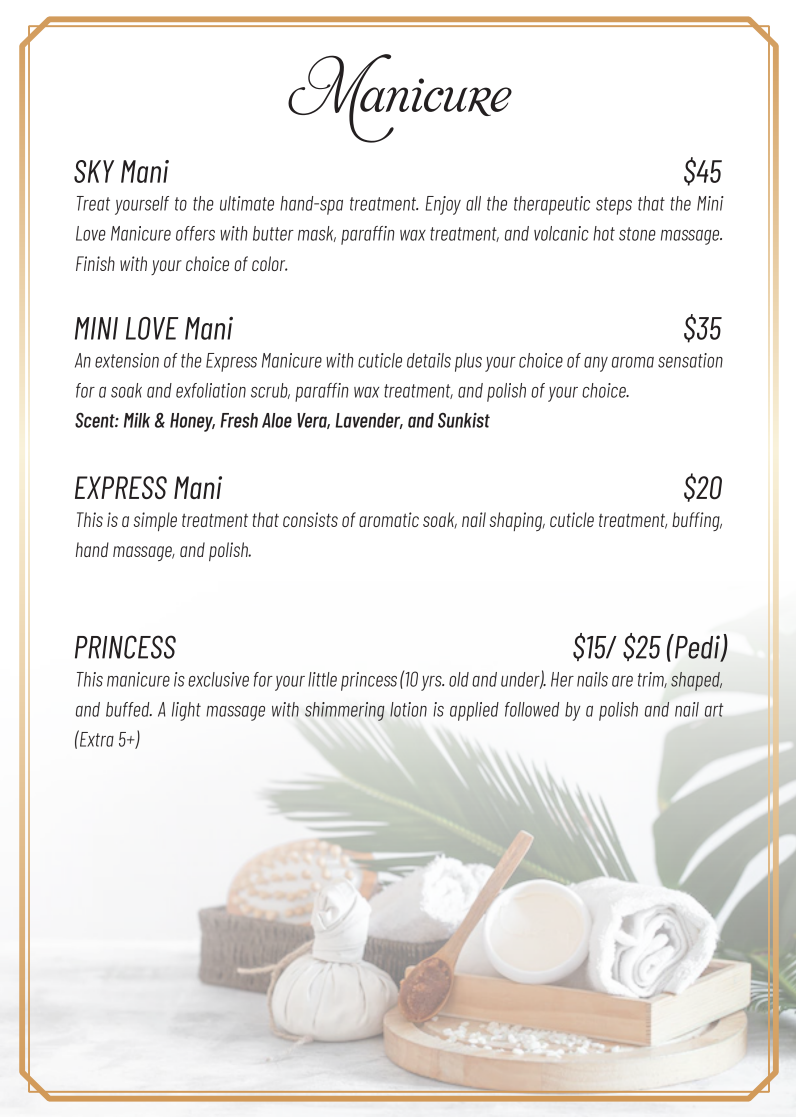 Manicure
SKY Mani $45
Treat yourself to the ultimate hand-spa treatment. Enjoy all the therapeutic steps that the Mini
Love Manicure offers with butter mask, paraffin wax treatment, and volcanic hot stone massage.
Finish with your choice of color.
MINI LOVE Mani $35
An extension of the Express Manicure with cuticle details plus your choice of any aroma sensation
for a soak and exfoliation scrub, paraffin wax treatment, and polish of your choice.
Scent: Milk & Honey, Fresh Aloe Vera, Lavender, and Sunkist
EXPRESS Mani $20
This is a simple treatment that consists of aromatic soak, nail shaping, cuticle treatment, buffing,
hand massage, and polish.
PRINCESS $15/ $25 (Pedi)
This manicure is exclusive for your little princess (10 yrs. old and under). Her nails are trim, shaped,
and buffed. A light massage with shimmering lotion is applied followed by a polish and nail art
(Extra 5+)